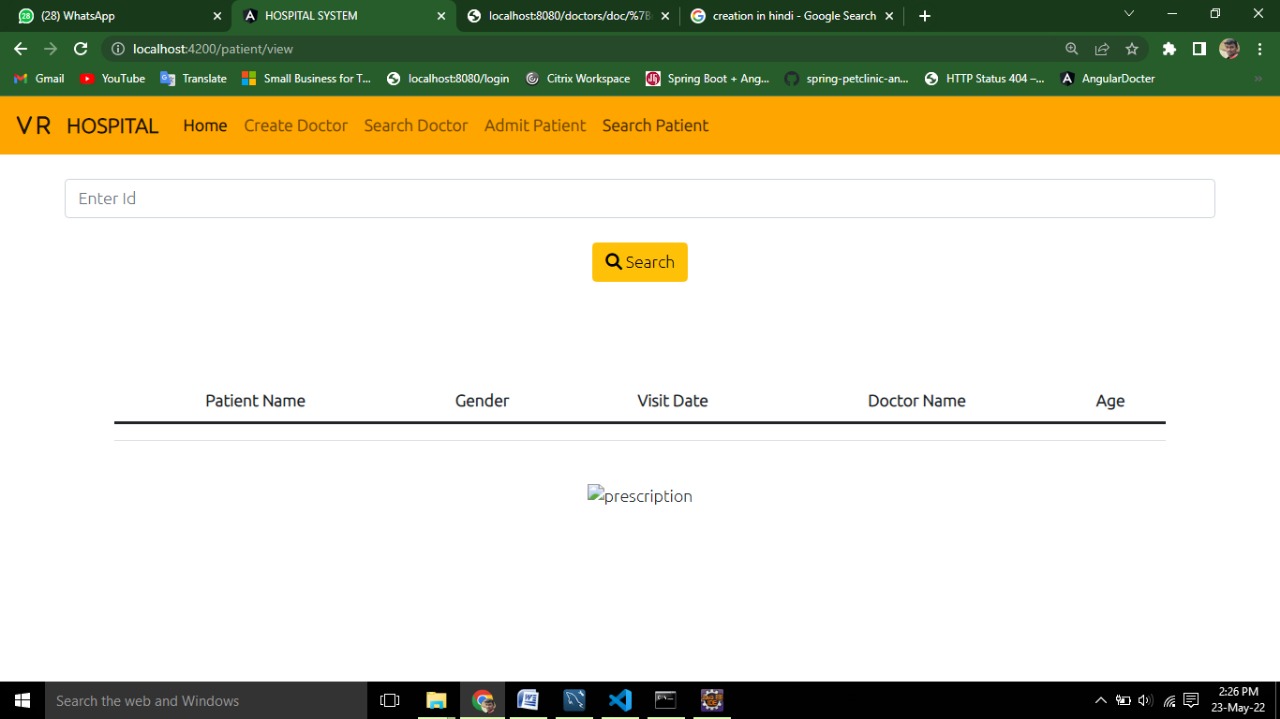 (28) WhatsApp
HOSPITAL SYSTEM
localhost:8080/doctors/doc/%7B
creation in hindi - Google Search
localhost:4200/patient/view
Gmail
YouTube
Translate
Small Business for T...
localhost:8080/login
Citrix Workspace
Spring Boot + Ang...
spring-petclinic-an...
HTTP Status 404 –...
AngularDocter
VR HOSPITAL Home Create Doctor Search Doctor Admit Patient Search Patient
Enter Id
Search
Patient Name Gender Visit Date Doctor Name Age
prescription
Search the web and Windows
2:26 PM
23-May-22